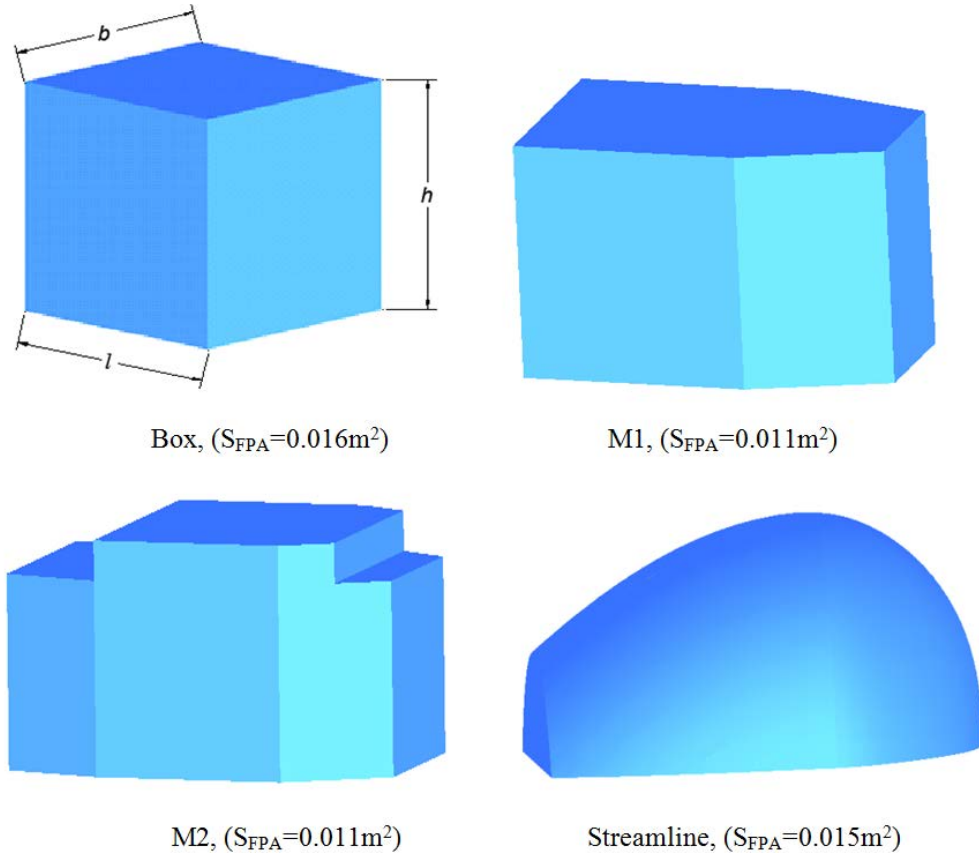 b
h
l
Box, (SFPA=0.016m²)
M1, (SFPA=0.011m²)
M2, (SFPA=0.011m²)
Streamline, (SFPA=0.015m²)